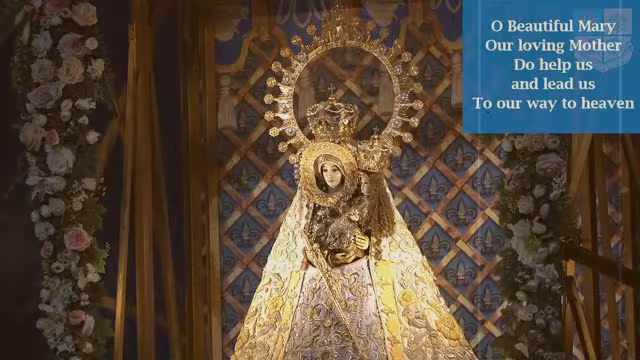 O Beautiful Mary
Our loving Mother
Do help us
and lead us
To our way to heaven